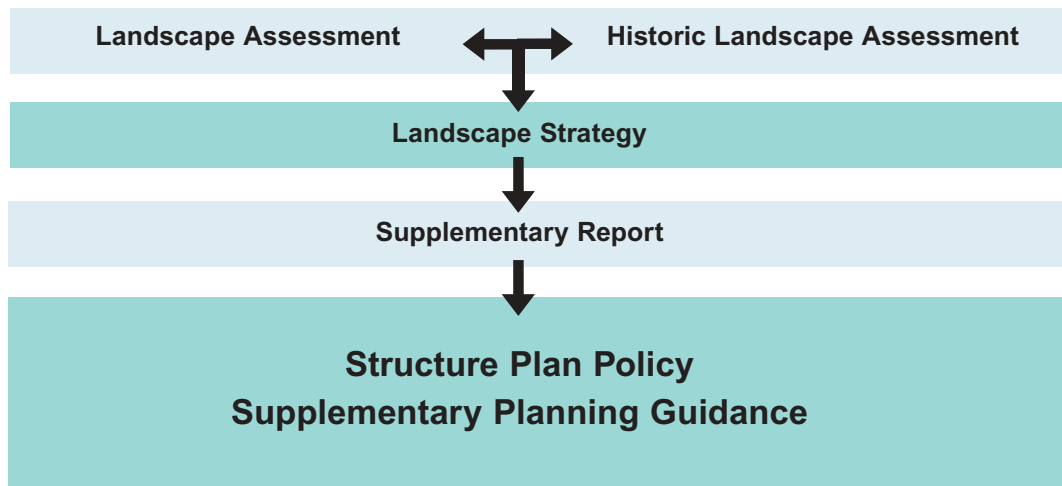 Landscape Assessment
Historic Landscape Assessment
Landscape Strategy
Supplementary Report
Structure Plan Policy
Supplementary Planning Guidance